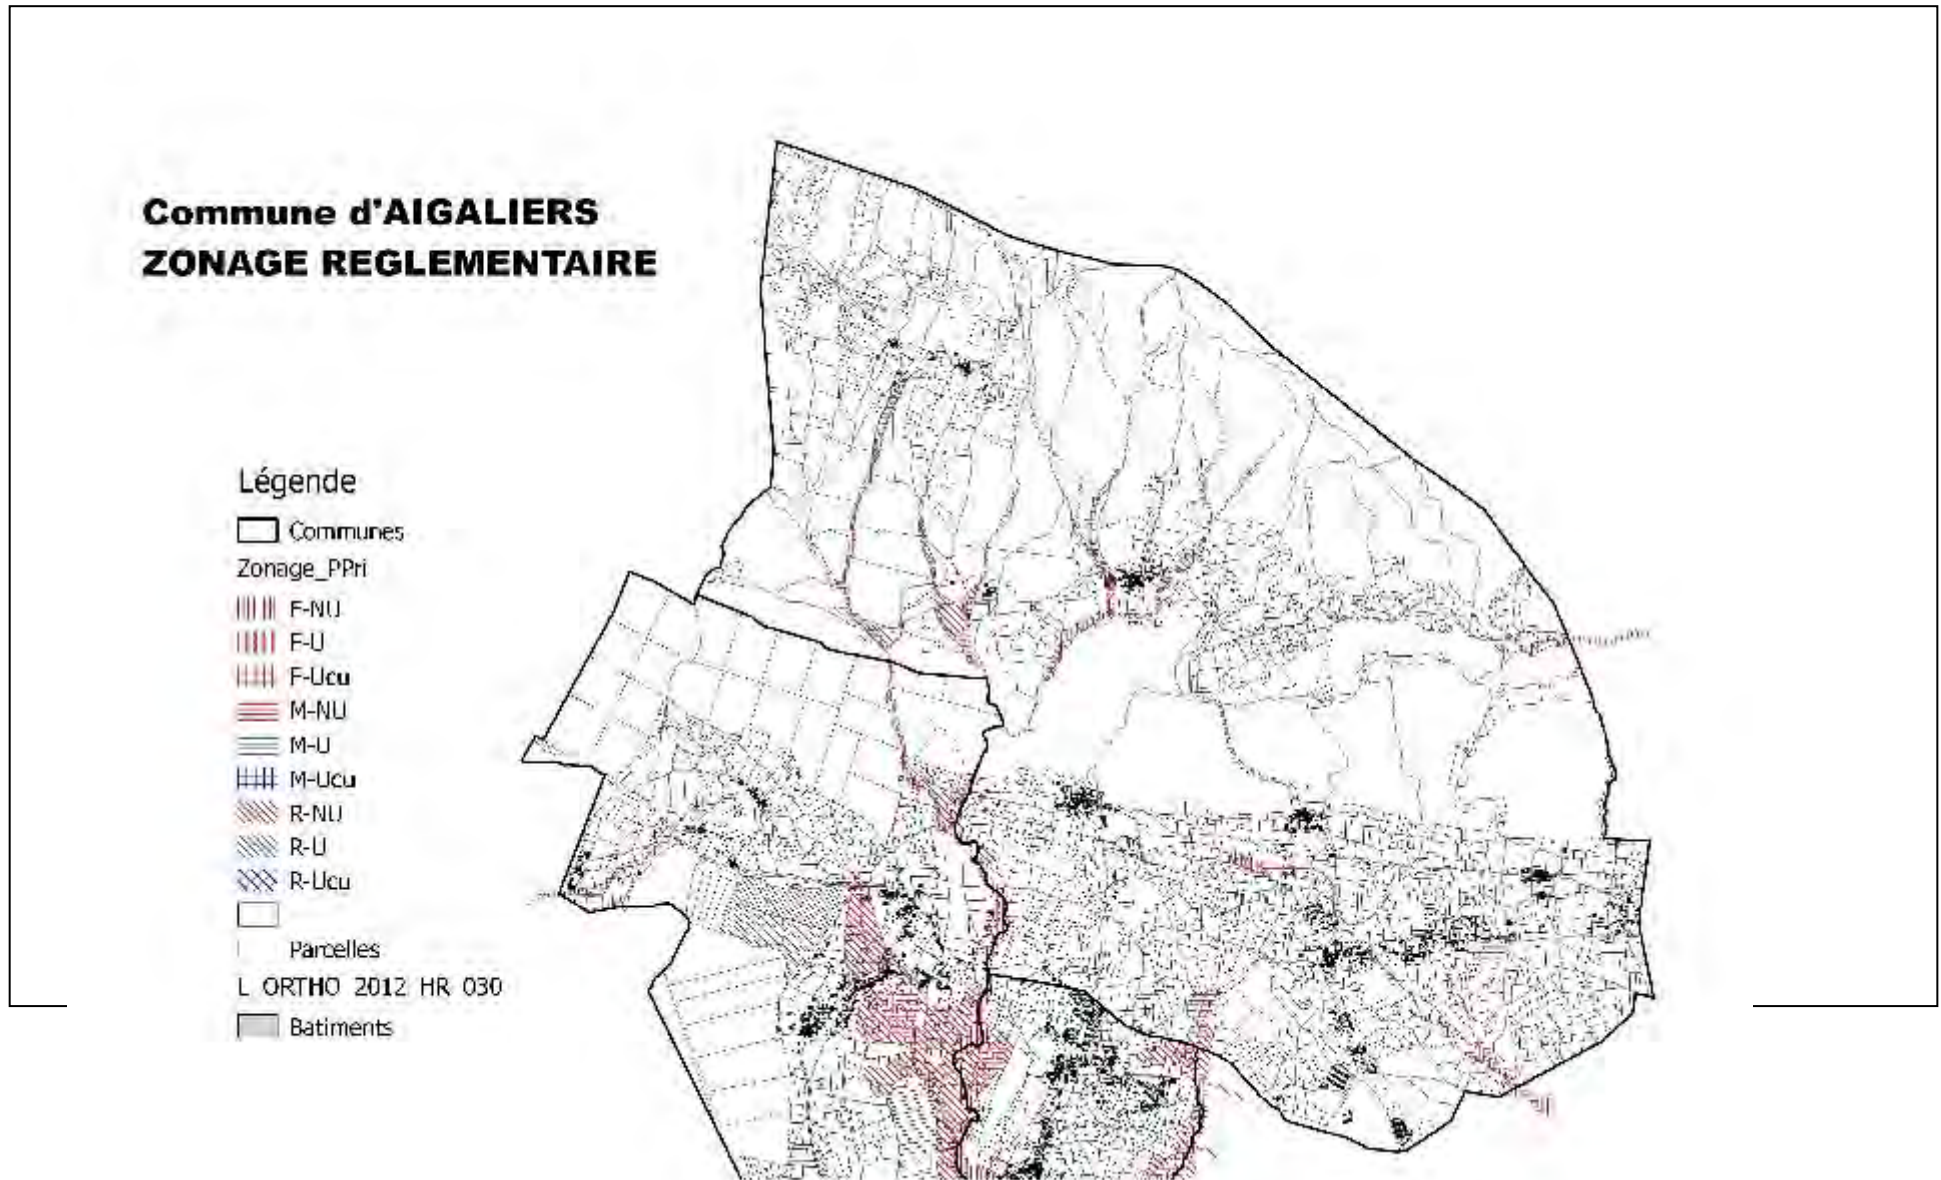 Commune d'AIGALIERS
ZONAGE REGLEMENTAIRE
Légende
Communes
Zonage_PPri
F-NU
F-U
F-Ucu
M-NU
M-U
M-Ucu
R-NU
R-U
R-Ucu
Parcelles
L ORTHO 2012 HR 030
Batiments